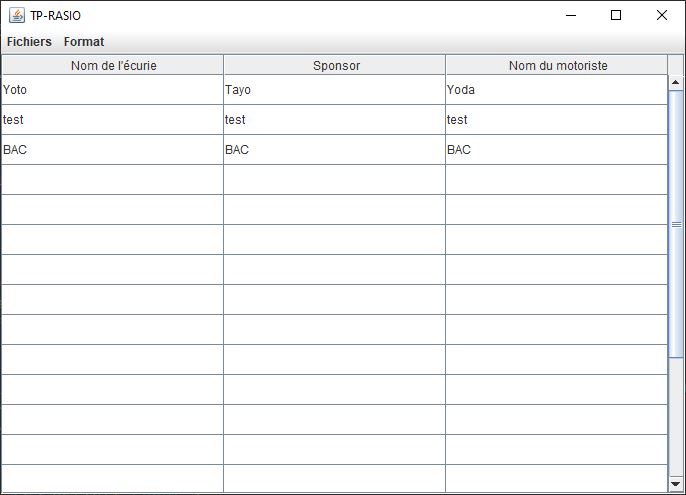 TP-RASIO
Fichiers Format
Nom de l'écurie Sponsor Nom du motoriste
Yoto Tayo Yoda
test test test
BAC BAC BAC